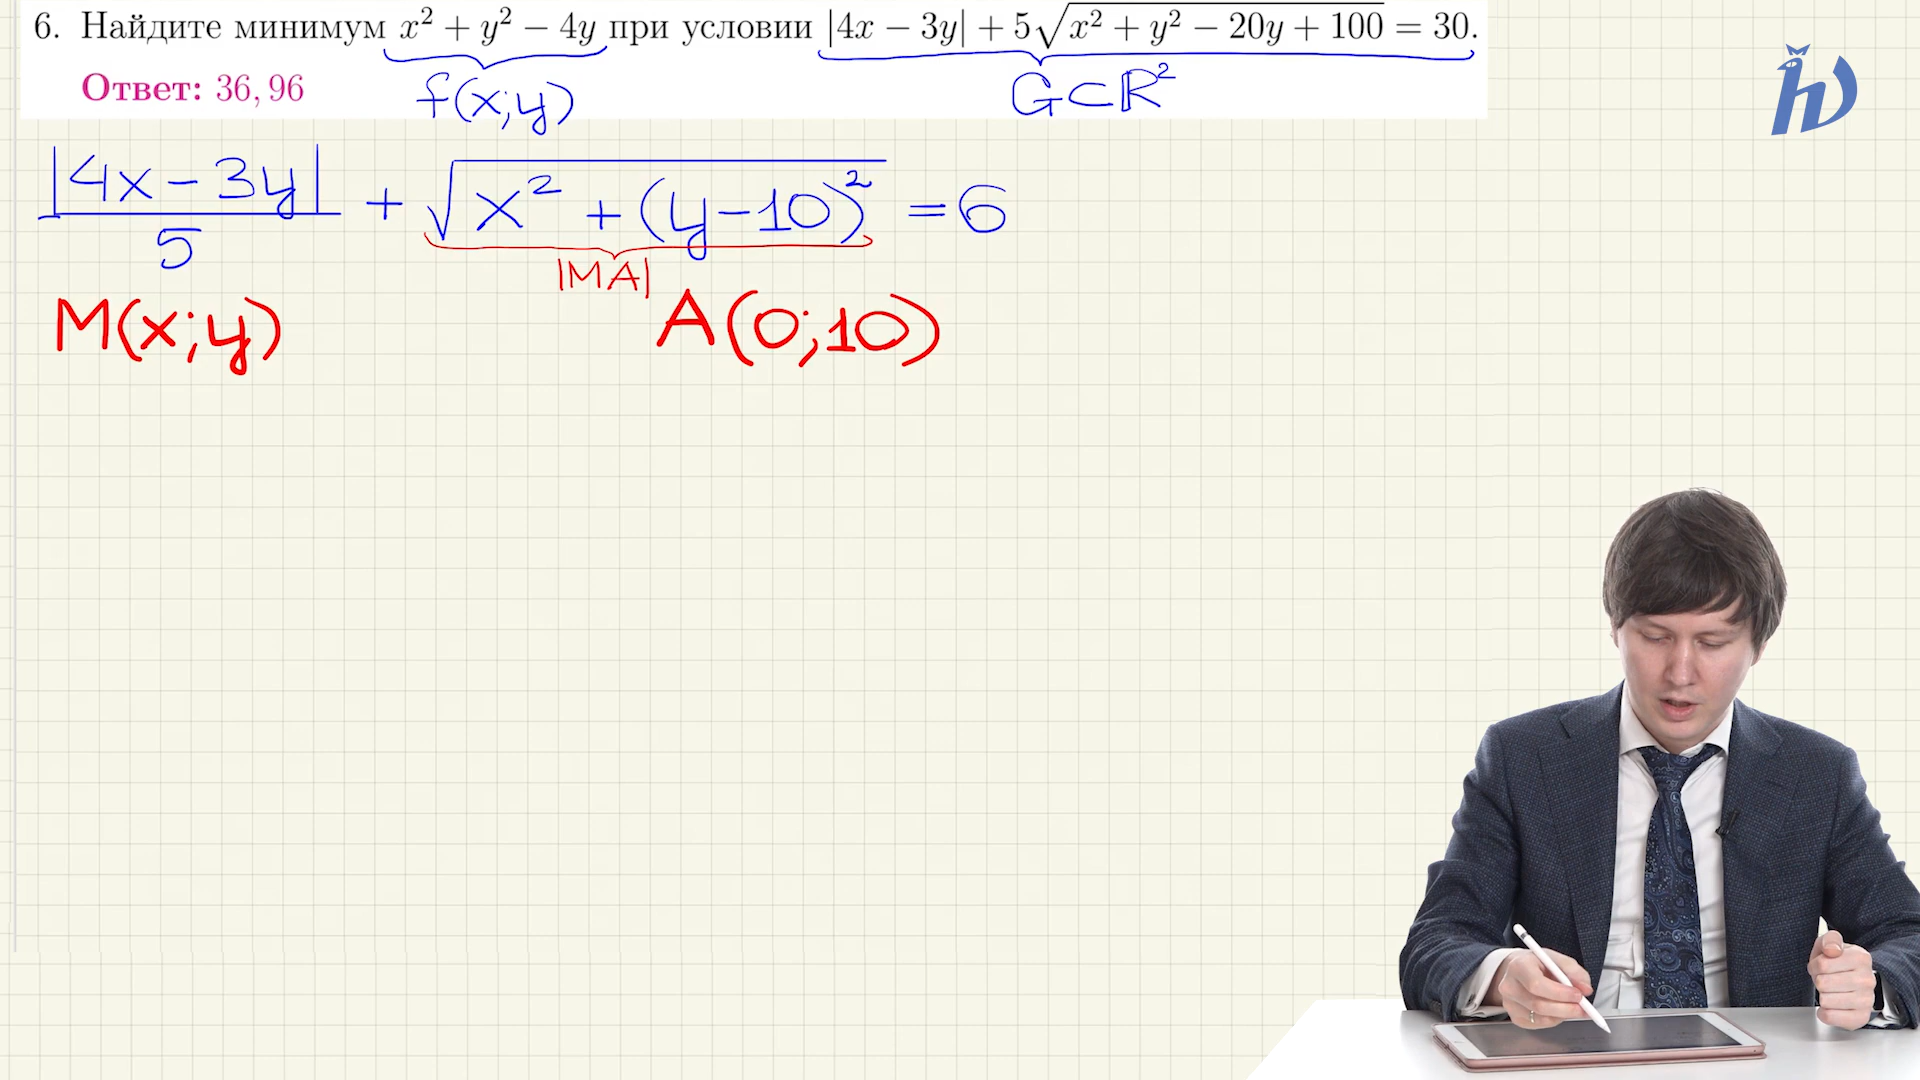 6. Найдите минимум x² + y² − 4y при условии |4x − 3y| + 5√(x² + y² − 20y + 100) = 30.
Ответ: 36, 96
f(x;y)
G⊂ℝ²
|4x − 3y|/5 + √(x² + (y−10)²) = 6
|MA|
M(x;y)
A(0;10)